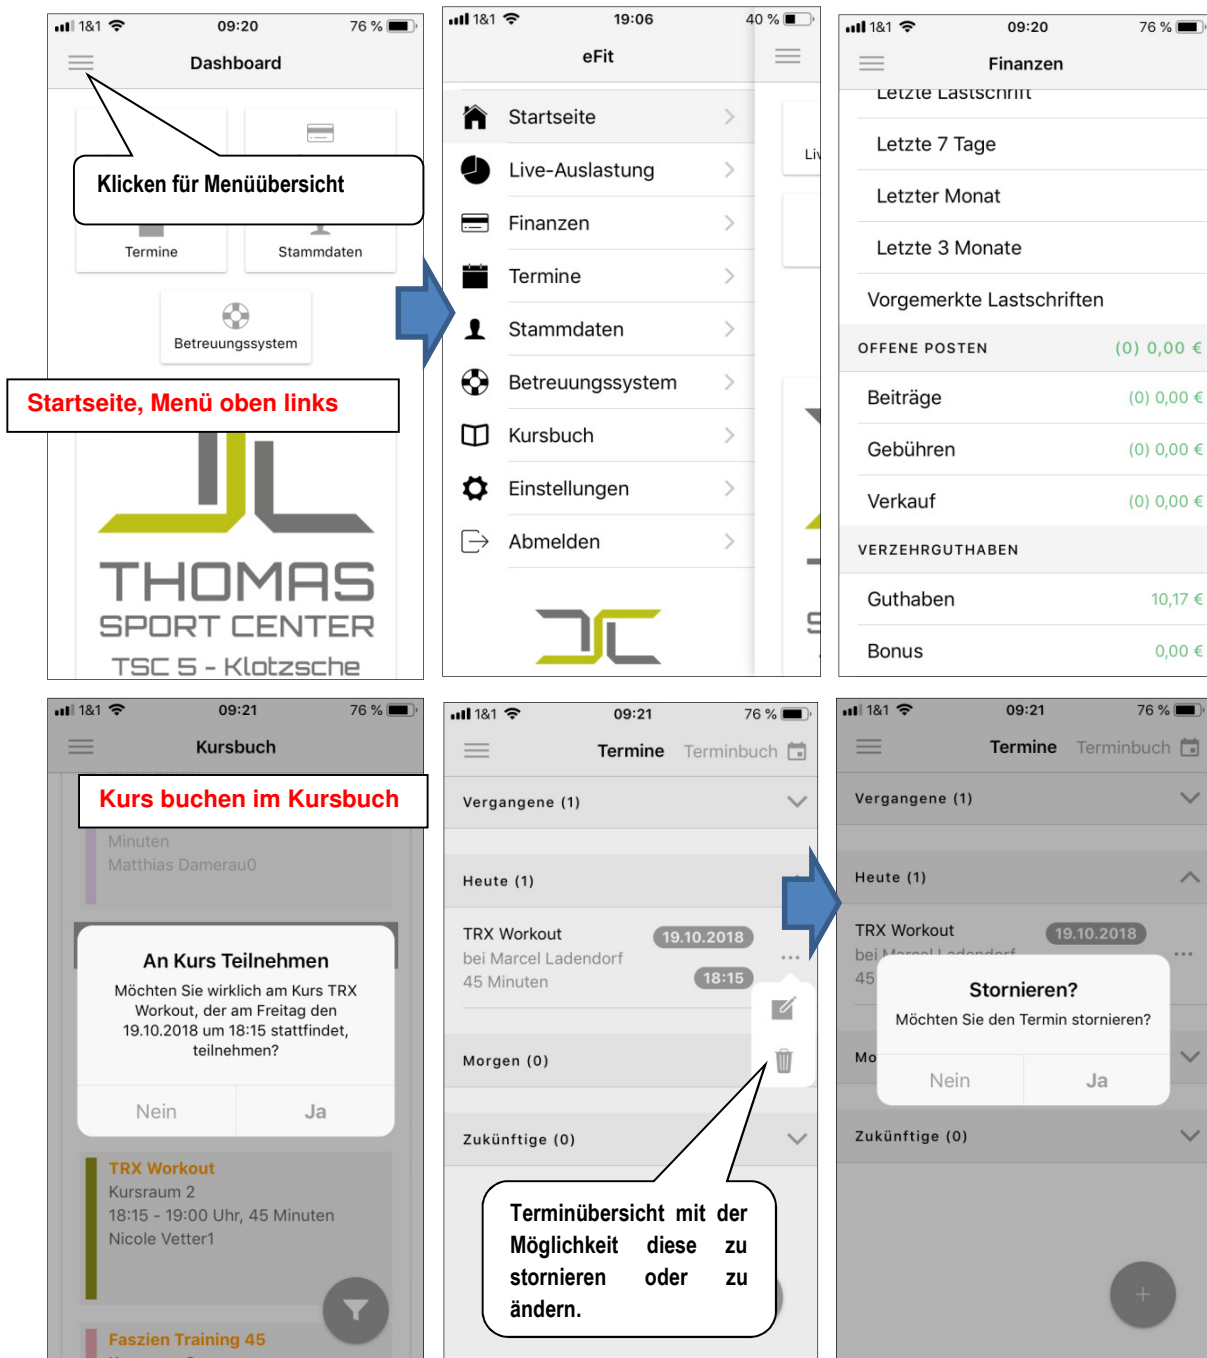 1&1 09:20 76 %
Dashboard
Klicken für Menüübersicht
Termine
Stammdaten
Betreuungssystem
Startseite, Menü oben links
THOMAS
SPORT CENTER
TSC 5 - Klotzsche
1&1 19:06 40 %
eFit
Startseite
Live-Auslastung
Finanzen
Termine
Stammdaten
Betreuungssystem
Kursbuch
Einstellungen
Abmelden
1&1 09:20 76 %
Finanzen
Letzte Lastschrift
Letzte 7 Tage
Letzter Monat
Letzte 3 Monate
Vorgemerkte Lastschriften
OFFENE POSTEN (0) 0,00 €
Beiträge (0) 0,00 €
Gebühren (0) 0,00 €
Verkauf (0) 0,00 €
VERZEHRGUTHABEN
Guthaben 10,17 €
Bonus 0,00 €
1&1 09:21 76 %
Kursbuch
Kurs buchen im Kursbuch
Minuten
Matthias Damerau0
An Kurs Teilnehmen
Möchten Sie wirklich am Kurs TRX
Workout, der am Freitag den
19.10.2018 um 18:15 stattfindet,
teilnehmen?
Nein Ja
TRX Workout
Kursraum 2
18:15 - 19:00 Uhr, 45 Minuten
Nicole Vetter1
Faszien Training 45
1&1 09:21 76 %
Termine Terminbuch
Vergangene (1)
Heute (1)
TRX Workout 19.10.2018
bei Marcel Ladendorf
45 Minuten 18:15
Morgen (0)
Zukünftige (0)
Terminübersicht mit der
Möglichkeit diese zu
stornieren oder zu
ändern.
1&1 09:21 76 %
Termine Terminbuch
Vergangene (1)
Heute (1)
TRX Workout 19.10.2018
bei Marcel Ladendorf
45
Stornieren?
Möchten Sie den Termin stornieren?
Mo
Nein Ja
Zukünftige (0)